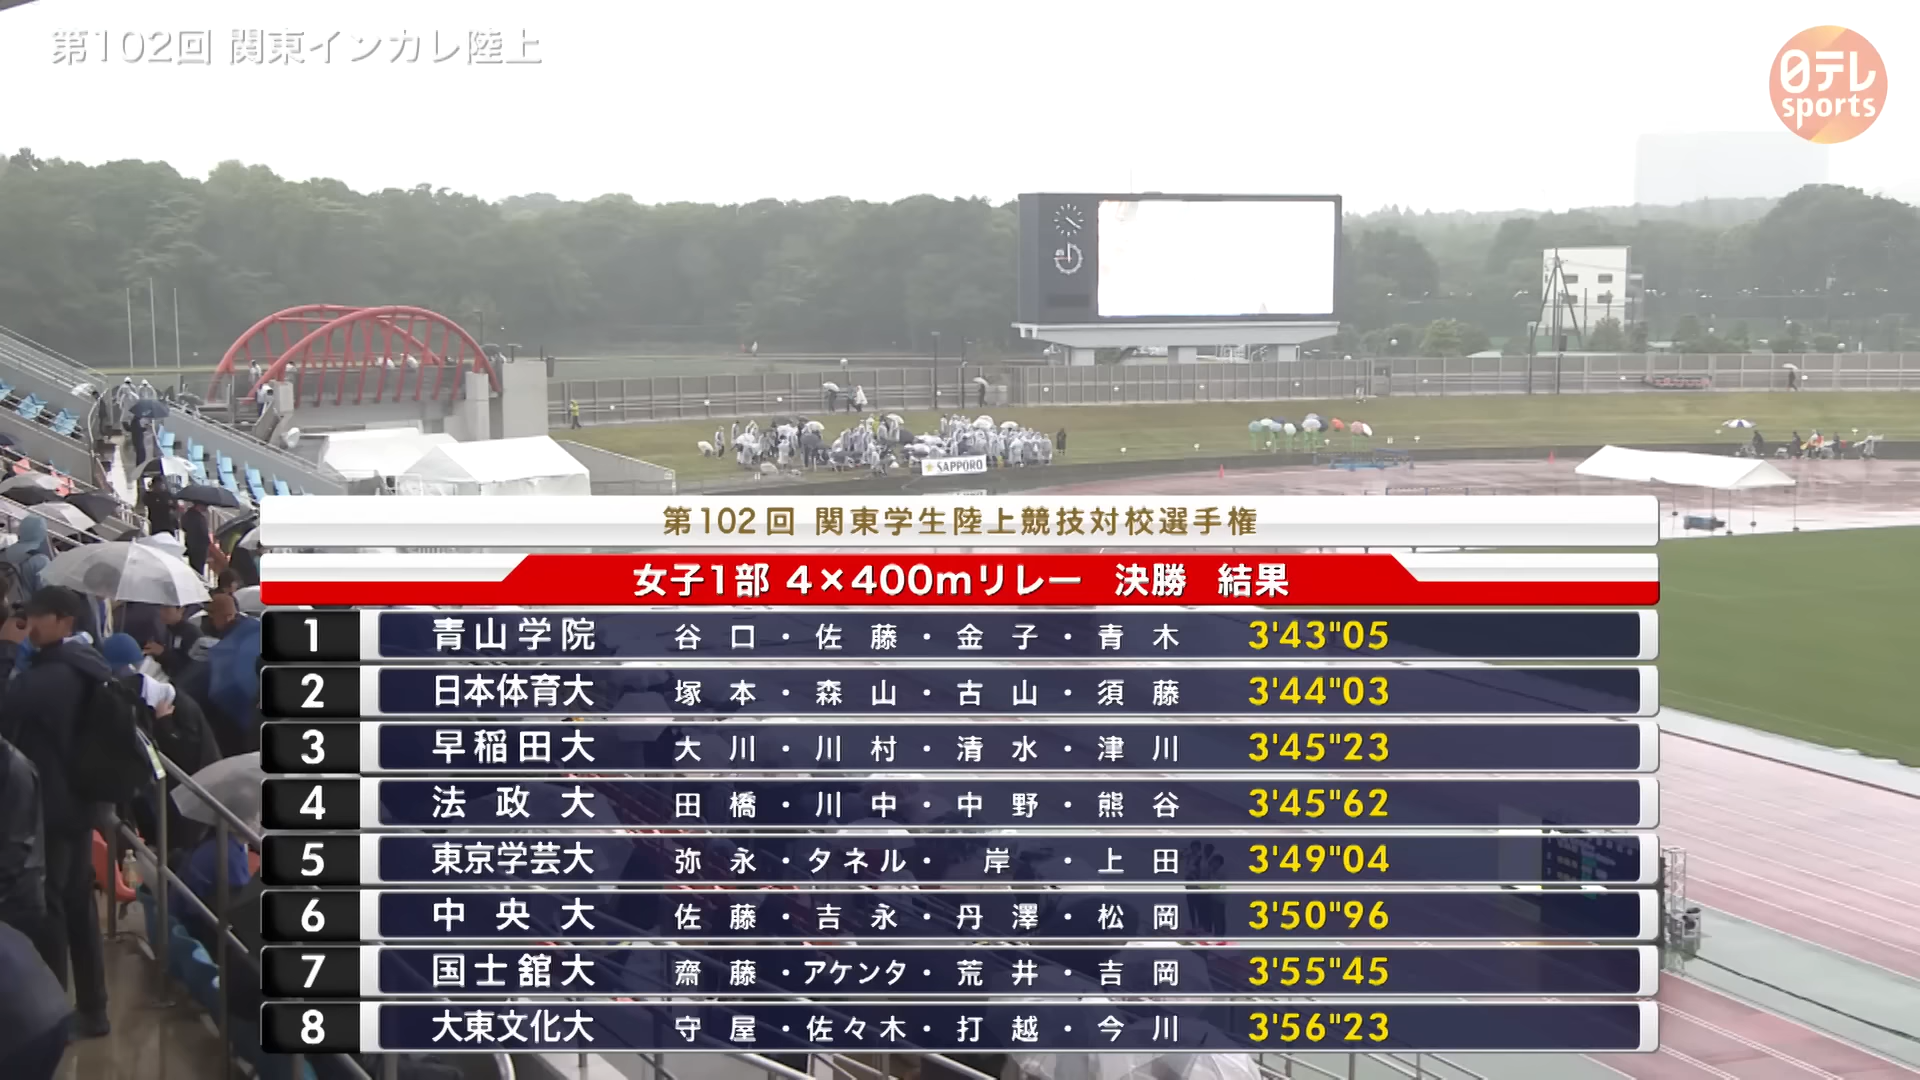 第102回 関東インカレ陸上
日テレ
sports
SAPPORO
第102回 関東学生陸上競技対校選手権
女子1部 4×400mリレー 決勝 結果
1 青山学院 谷口・佐藤・金子・青木 3'43"05
2 日本体育大 塚本・森山・古山・須藤 3'44"03
3 早稲田大 大川・川村・清水・津川 3'45"23
4 法政大 田橋・川中・中野・熊谷 3'45"62
5 東京学芸大 弥永・タネル・岸・上田 3'49"04
6 中央大 佐藤・吉永・丹澤・松岡 3'50"96
7 国士舘大 齋藤・アケンタ・荒井・吉岡 3'55"45
8 大東文化大 守屋・佐々木・打越・今川 3'56"23